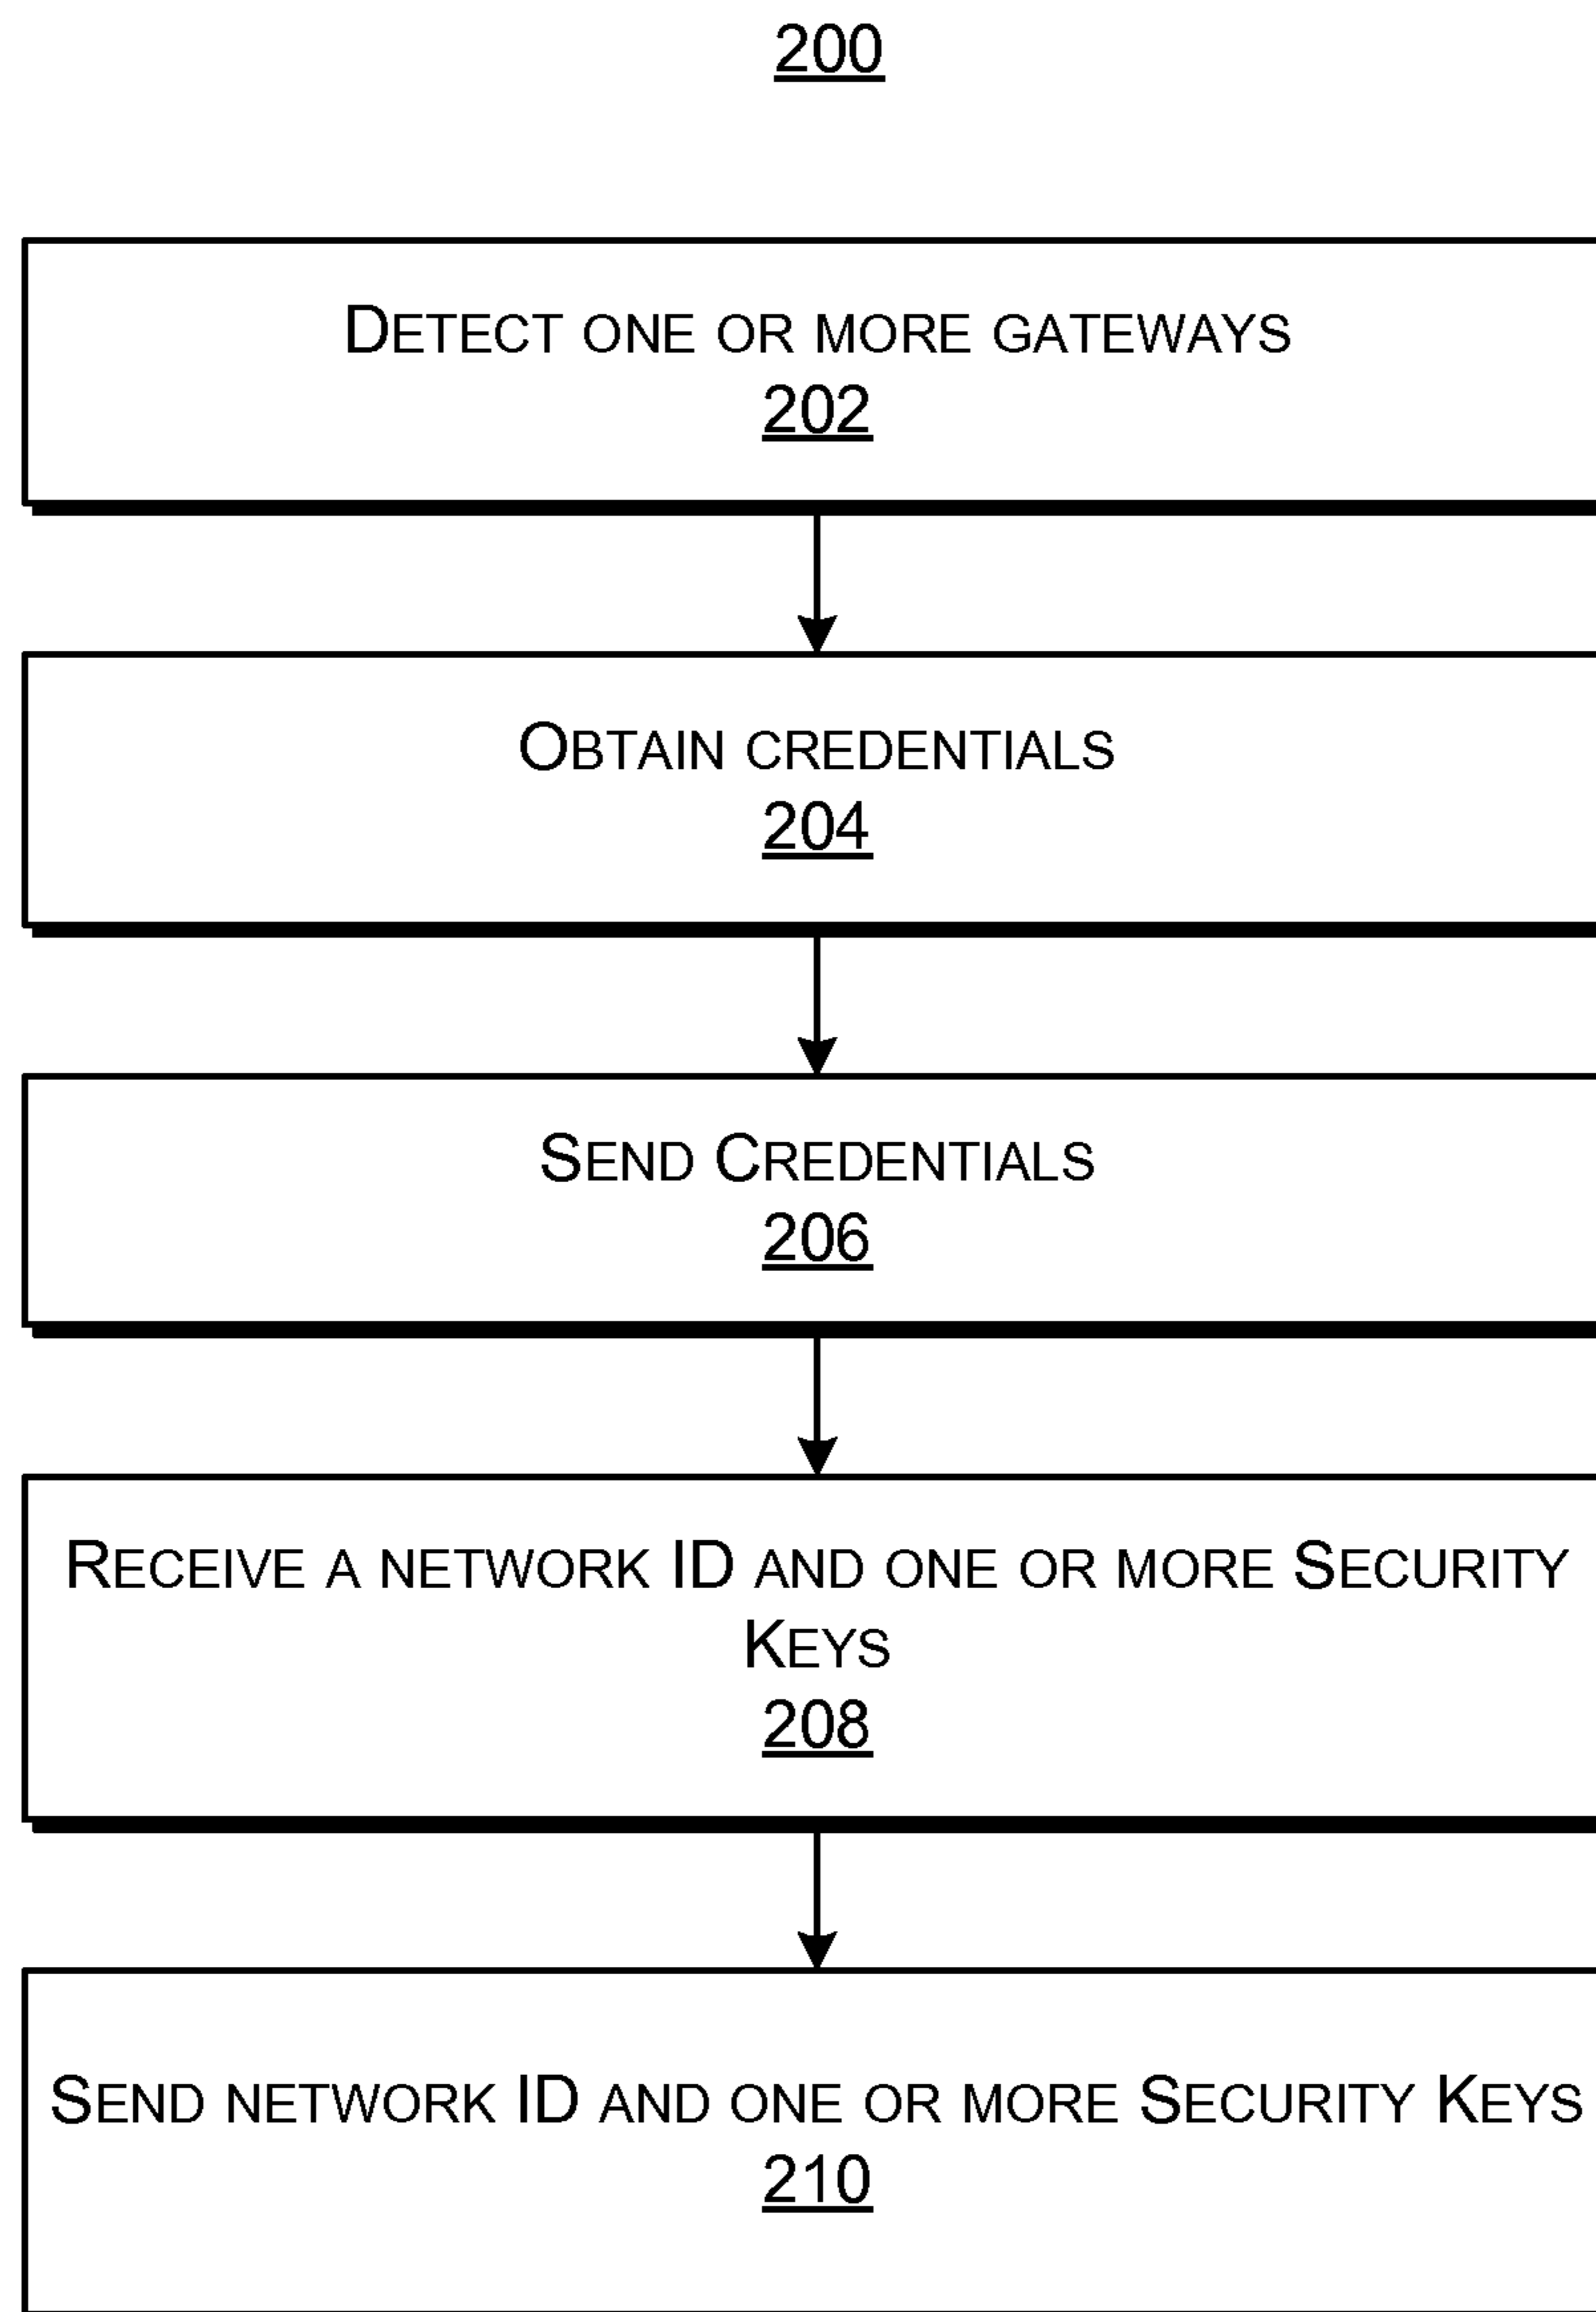 200
Detect one or more gateways
202
Obtain credentials
204
Send Credentials
206
Receive a network ID and one or more Security
Keys
208
Send network ID and one or more Security Keys
210